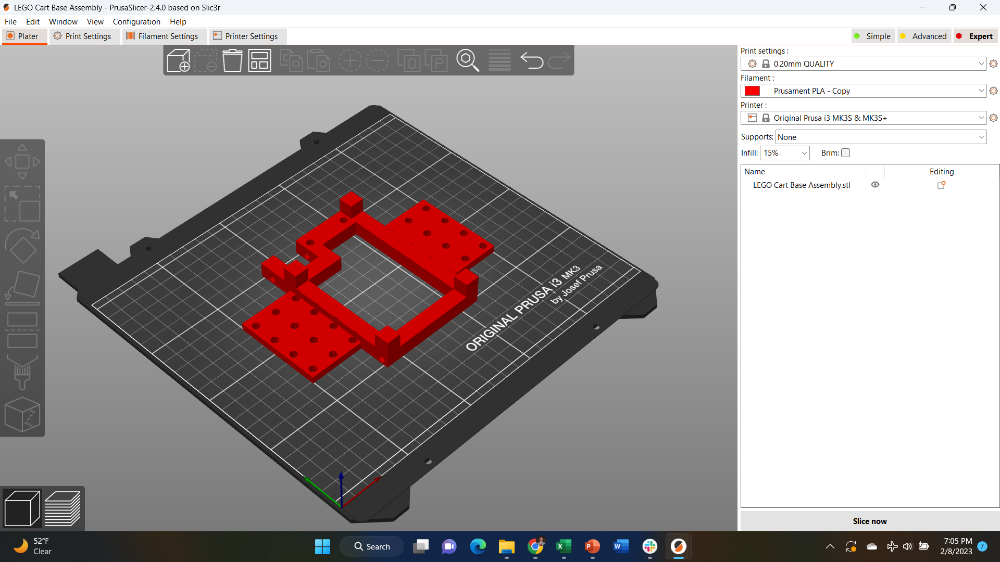 LEGO Cart Base Assembly - PrusaSlicer-2.4.0 based on Slic3r
File Edit Window View Configuration Help
Plater Print Settings Filament Settings Printer Settings Simple Advanced Expert
Print settings :
0.20mm QUALITY
Filament :
Prusament PLA - Copy
Printer :
Original Prusa i3 MK3S & MK3S+
Supports: None
Infill: 15% Brim:
Name Editing
LEGO Cart Base Assembly.stl
O P
ORIGINAL PRUSA i3 MK3
by Josef Prusa
Slice now
52°F
Clear
Search
7:05 PM
2/8/2023
7